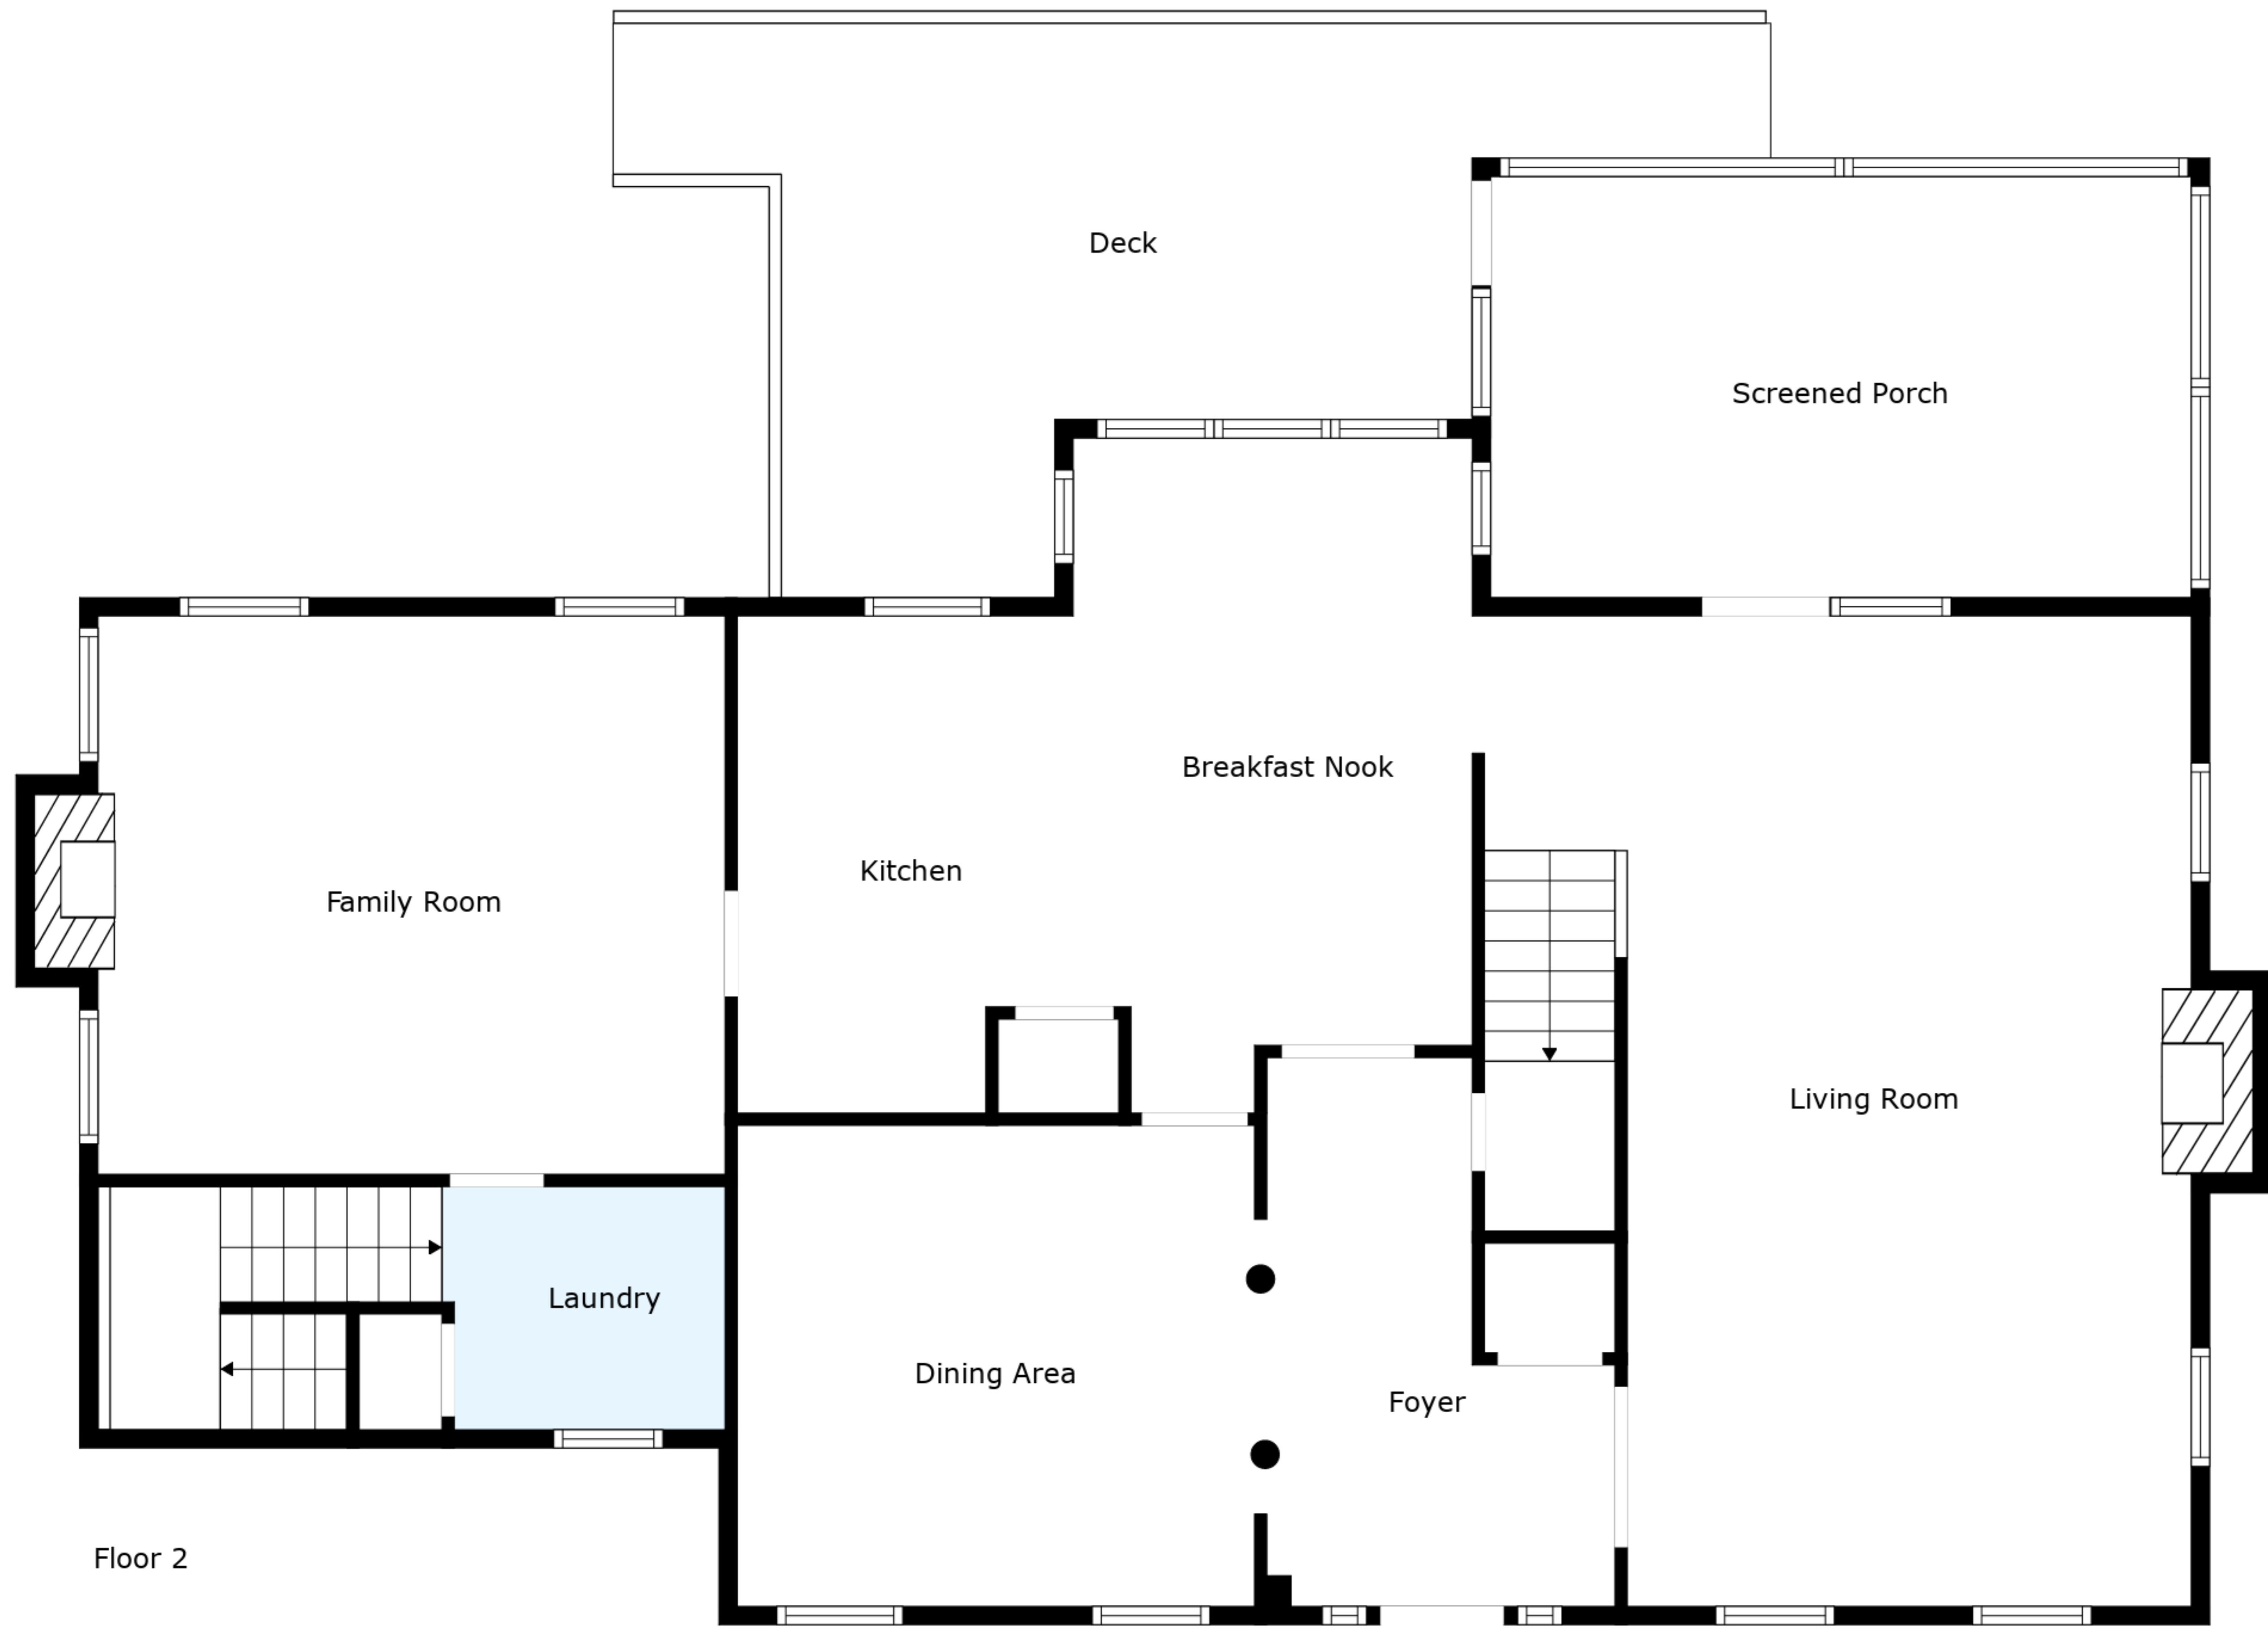 Deck
Screened Porch
Breakfast Nook
Kitchen
Family Room
Living Room
Laundry
Dining Area
Foyer
Floor 2